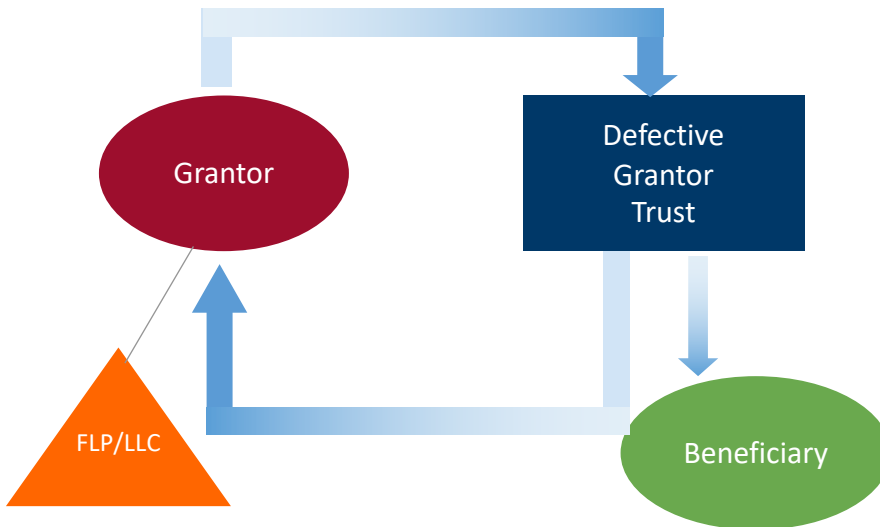 Grantor
Defective
Grantor
Trust
FLP/LLC
Beneficiary